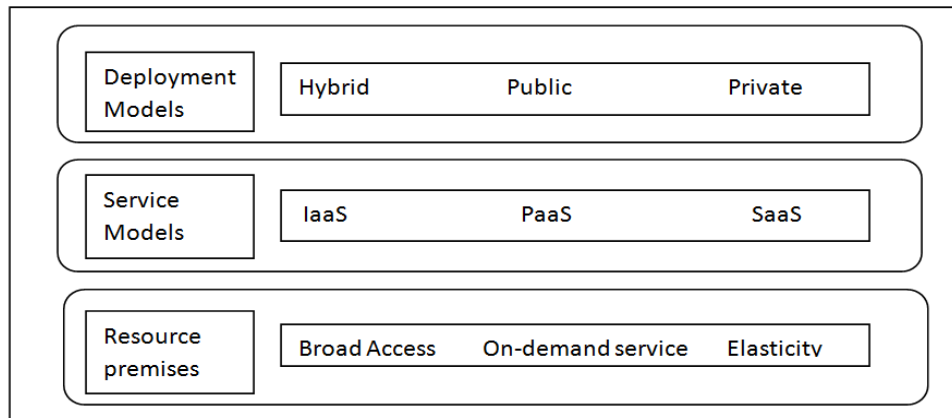 Deployment
Models
Hybrid Public Private
Service
Models
IaaS PaaS SaaS
Resource
premises
Broad Access On-demand service Elasticity